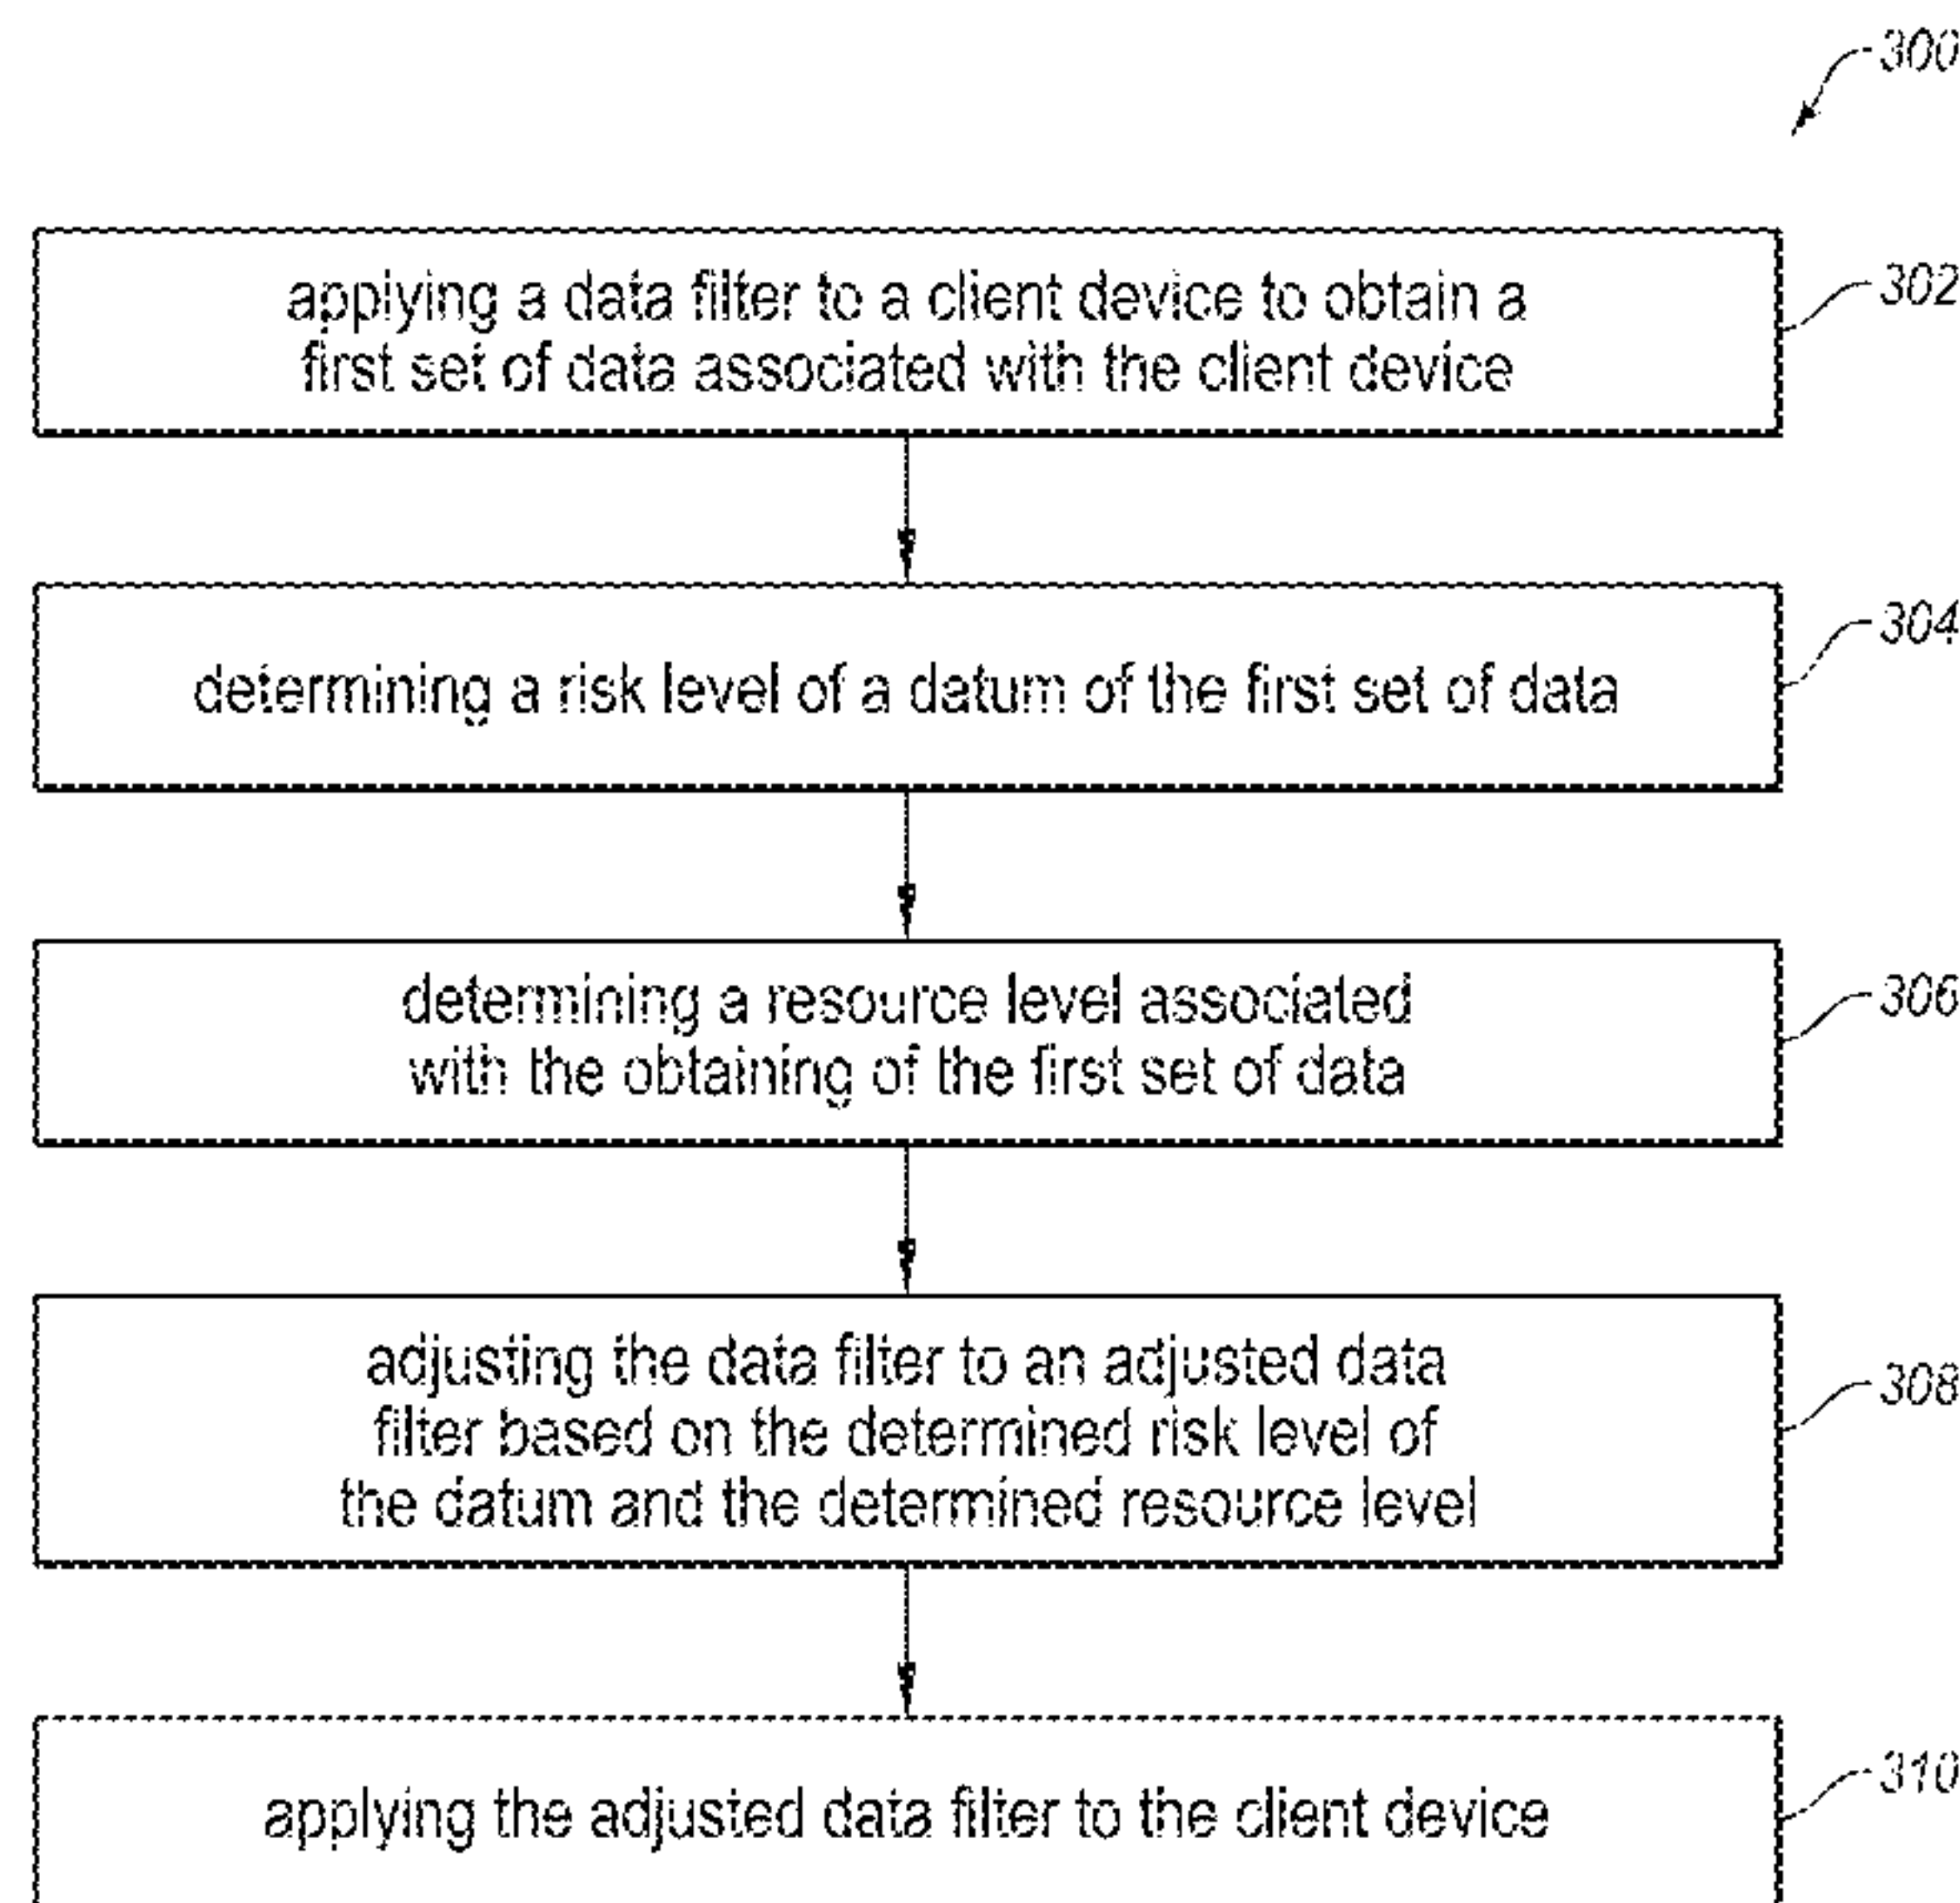 300
applying a data filter to a client device to obtain a
first set of data associated with the client device
302
determining a risk level of a datum of the first set of data
304
determining a resource level associated
with the obtaining of the first set of data
306
adjusting the data filter to an adjusted data
filter based on the determined risk level of
the datum and the determined resource level
308
applying the adjusted data filter to the client device
310